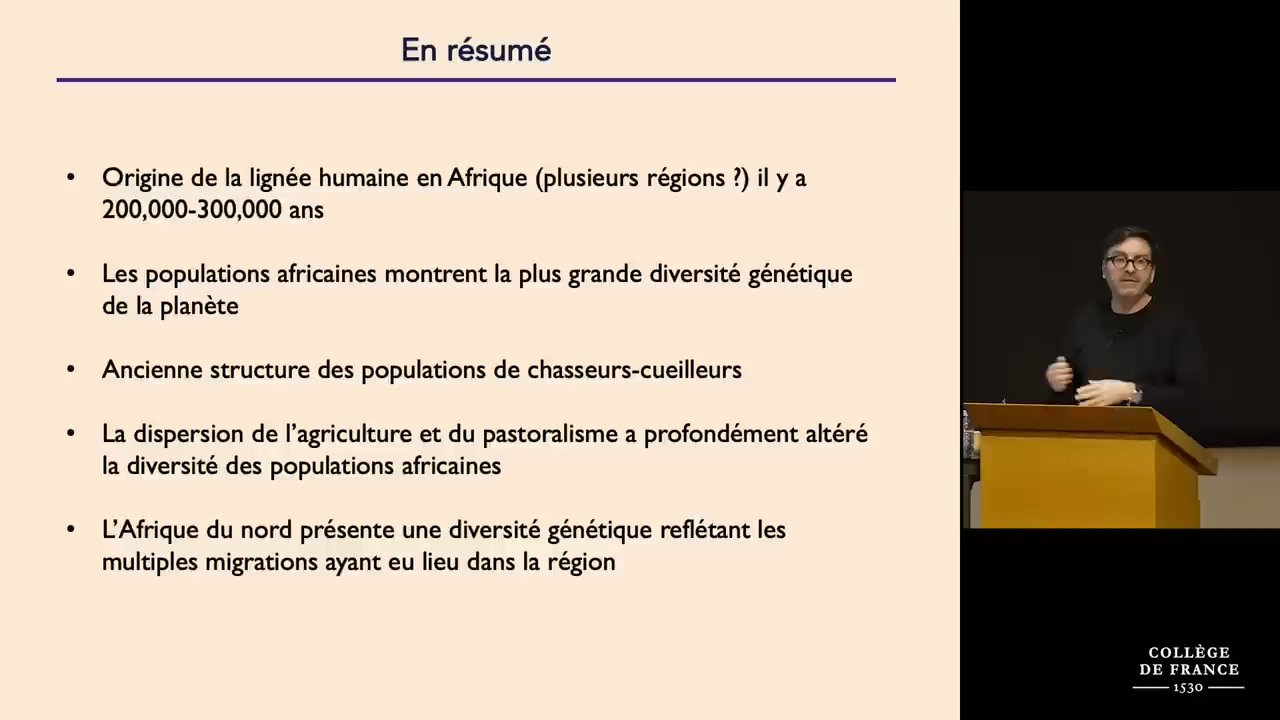 En résumé
• Origine de la lignée humaine en Afrique (plusieurs régions ?) il y a
200,000-300,000 ans
• Les populations africaines montrent la plus grande diversité génétique
de la planète
• Ancienne structure des populations de chasseurs-cueilleurs
• La dispersion de l’agriculture et du pastoralisme a profondément altéré
la diversité des populations africaines
• L’Afrique du nord présente une diversité génétique reflétant les
multiples migrations ayant eu lieu dans la région
COLLÈGE
DE FRANCE
1530